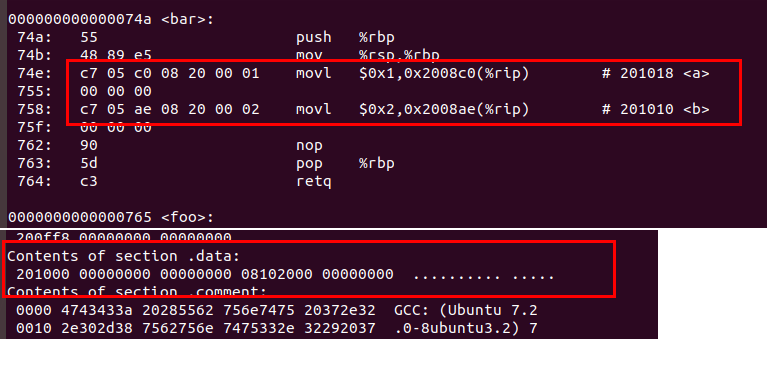 000000000000074a <bar>:
74a: 55 push %rbp
74b: 48 89 e5 mov %rsp,%rbp
74e: c7 05 c0 08 20 00 01 movl $0x1,0x2008c0(%rip) # 201018 <a>
755: 00 00 00
758: c7 05 ae 08 20 00 02 movl $0x2,0x2008ae(%rip) # 201010 <b>
75f: 00 00 00
762: 90 nop
763: 5d pop %rbp
764: c3 retq
0000000000000765 <foo>:
200ff8 00000000 00000000
Contents of section .data:
201000 00000000 00000000 08102000 00000000 .......... .....
Contents of section .comment:
0000 4743433a 20285562 756e7475 20372e32 GCC: (Ubuntu 7.2
0010 2e302d38 7562756e 7475332e 32292037 .0-8ubuntu3.2) 7